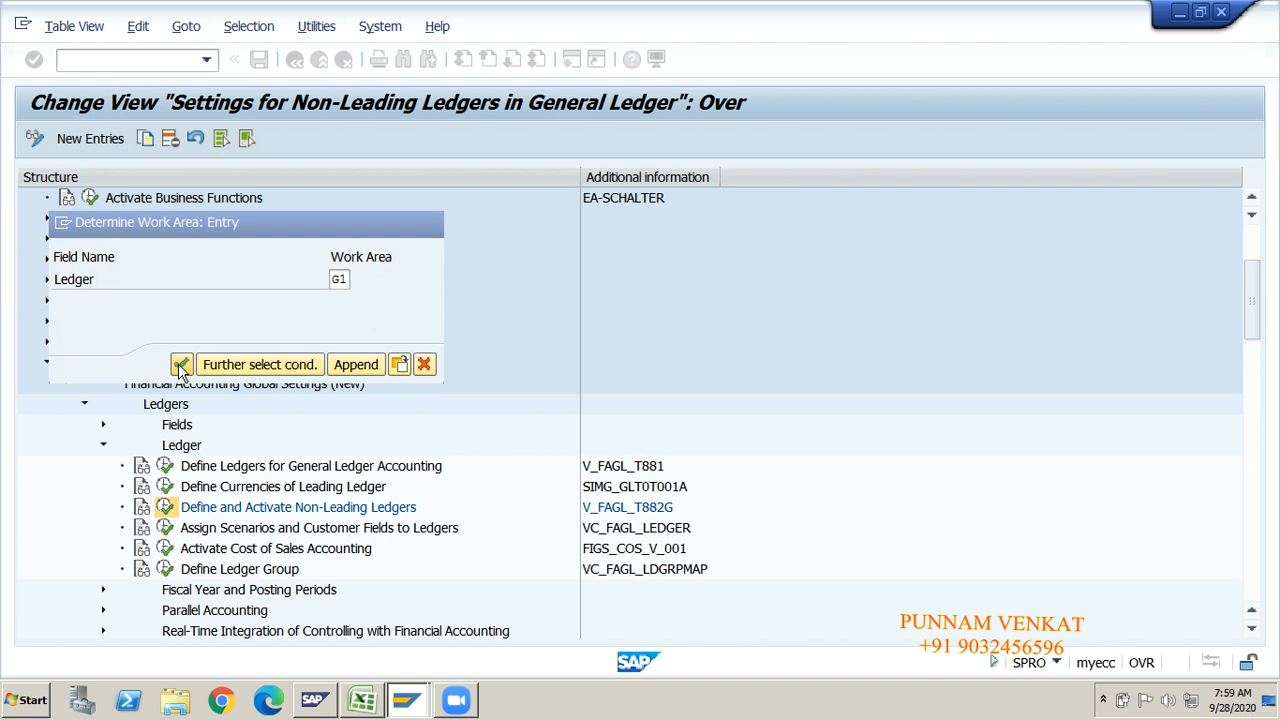 Table View Edit Goto Selection Utilities System Help
Change View "Settings for Non-Leading Ledgers in General Ledger": Over
New Entries
Structure Additional information
Activate Business Functions EA-SCHALTER
Determine Work Area: Entry
Field Name Work Area
Ledger G1
Further select cond. Append
Financial Accounting Global Settings (New)
Ledgers
Fields
Ledger
Define Ledgers for General Ledger Accounting V_FAGL_T881
Define Currencies of Leading Ledger SIMG_GLT0T001A
Define and Activate Non-Leading Ledgers V_FAGL_T882G
Assign Scenarios and Customer Fields to Ledgers VC_FAGL_LEDGER
Activate Cost of Sales Accounting FIGS_COS_V_001
Define Ledger Group VC_FAGL_LDGRPMAP
Fiscal Year and Posting Periods
Parallel Accounting
Real-Time Integration of Controlling with Financial Accounting
PUNNAM VENKAT
+91 9032456596
SAP SPRO myecc OVR
Start SAP 7:59 AM
9/28/2020